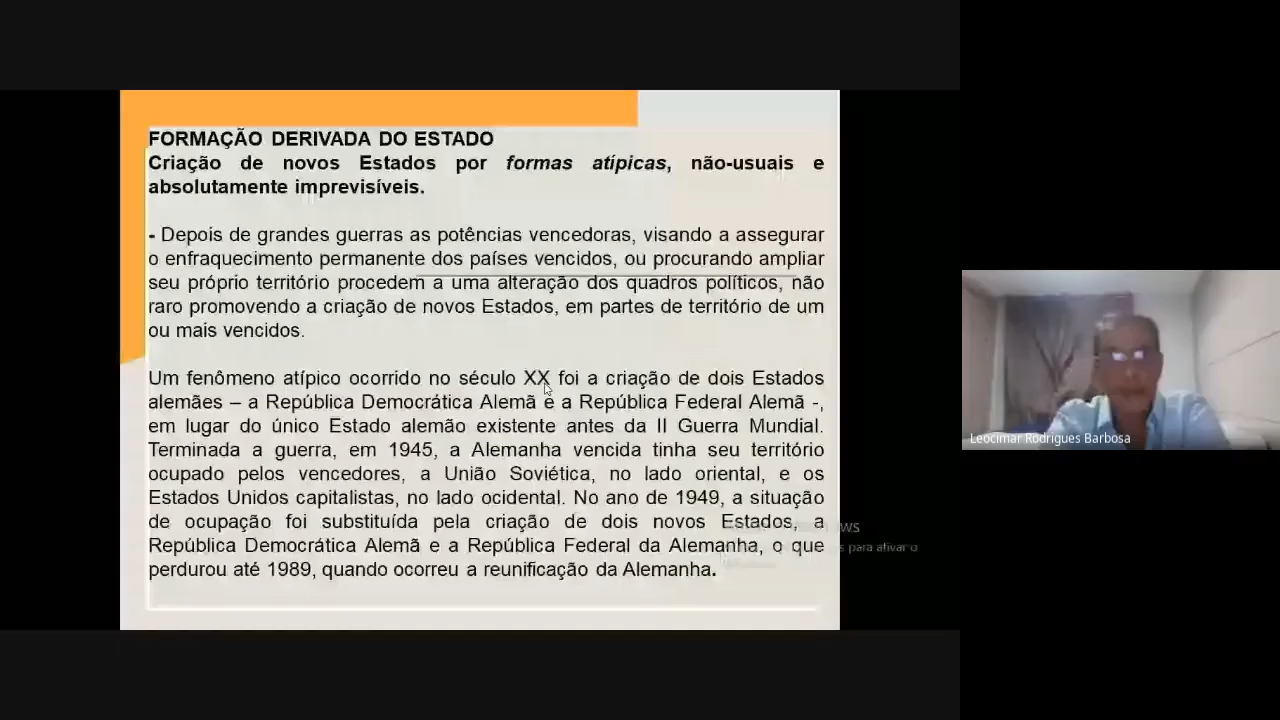 FORMAÇÃO DERIVADA DO ESTADO
Criação de novos Estados por formas atípicas, não-usuais e
absolutamente imprevisíveis.
- Depois de grandes guerras as potências vencedoras, visando a assegurar
o enfraquecimento permanente dos países vencidos, ou procurando ampliar
seu próprio território procedem a uma alteração dos quadros políticos, não
raro promovendo a criação de novos Estados, em partes de território de um
ou mais vencidos.
Um fenômeno atípico ocorrido no século XX foi a criação de dois Estados
alemães – a República Democrática Alemã e a República Federal Alemã -,
em lugar do único Estado alemão existente antes da II Guerra Mundial.
Terminada a guerra, em 1945, a Alemanha vencida tinha seu território
ocupado pelos vencedores, a União Soviética, no lado oriental, e os
Estados Unidos capitalistas, no lado ocidental. No ano de 1949, a situação
de ocupação foi substituída pela criação de dois novos Estados, a
República Democrática Alemã e a República Federal da Alemanha, o que
perdurou até 1989, quando ocorreu a reunificação da Alemanha.
para ativar o
Leocimar Rodrigues Barbosa